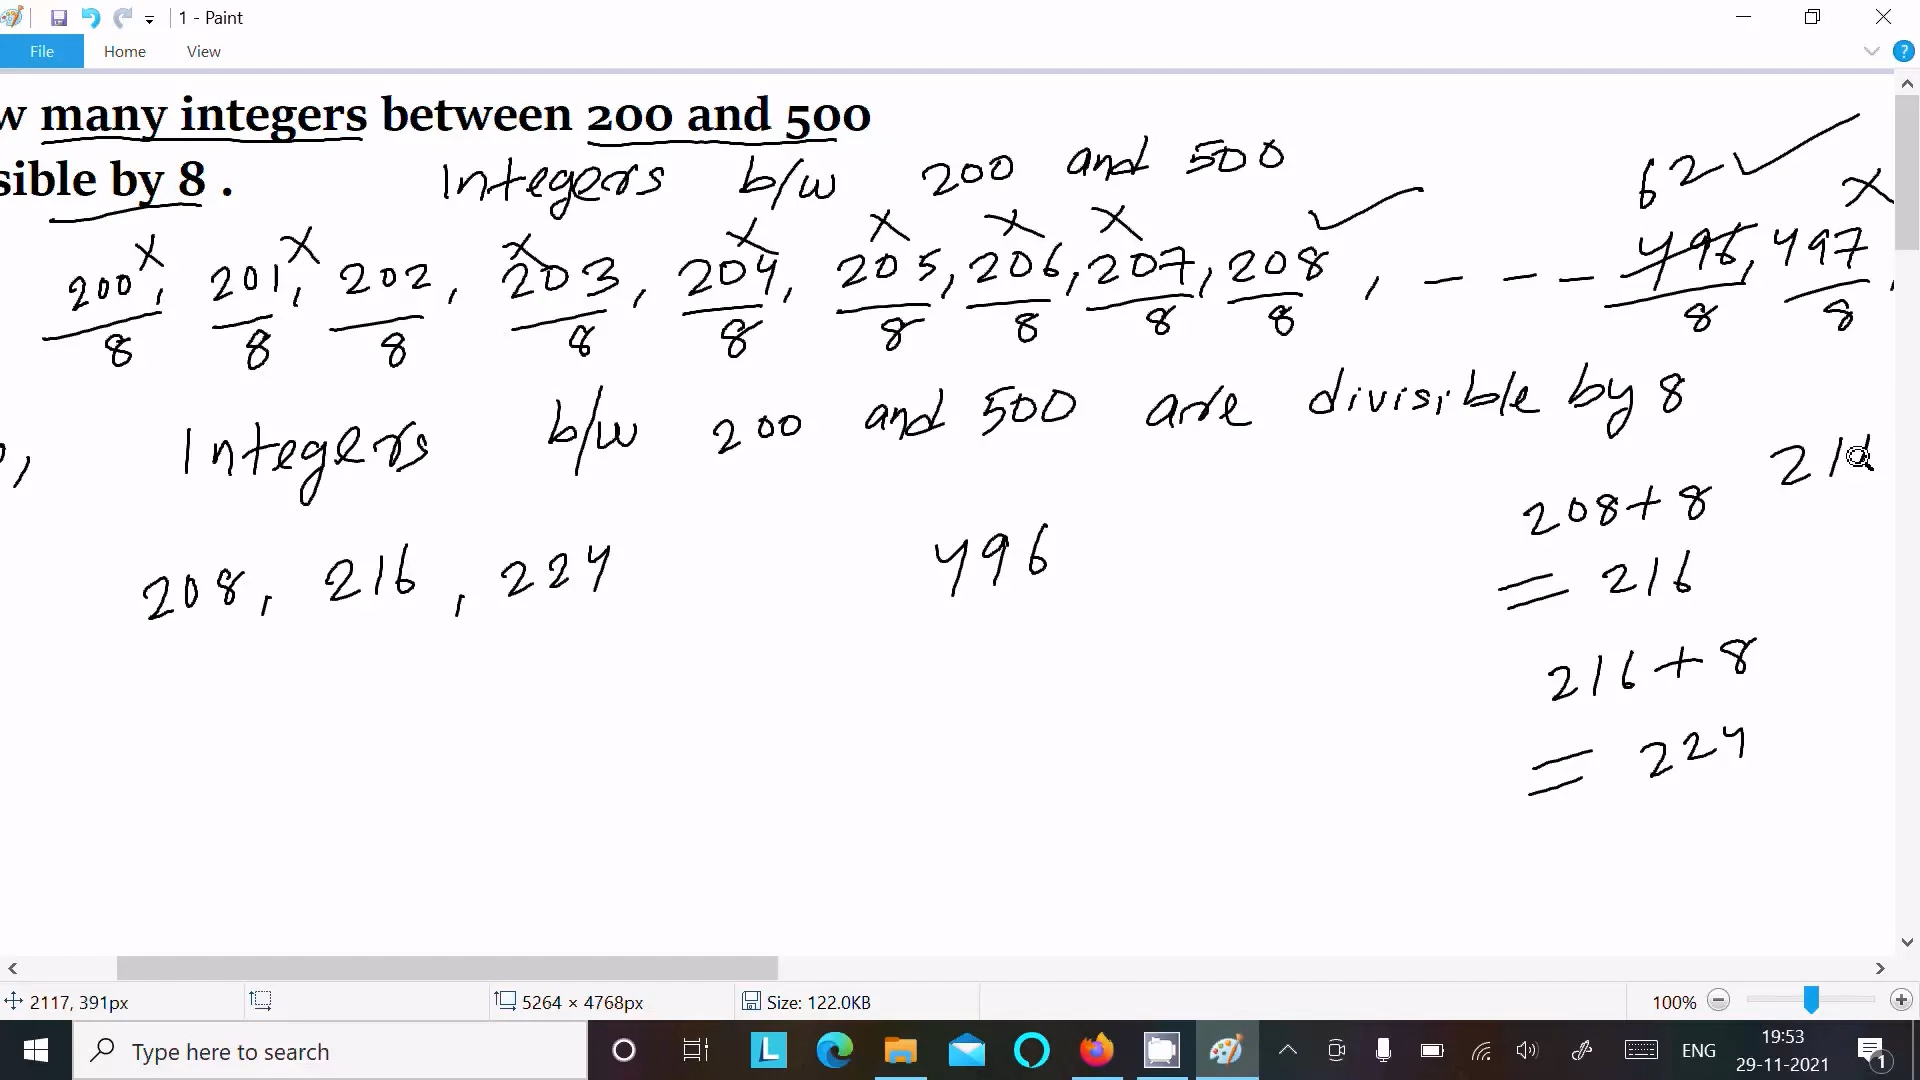 1 - Paint
File Home View
w many integers between 200 and 500
sible by 8 .
Integers b/w 200 and 500
62
200, 201, 202, 203, 204, 205, 206, 207, 208, - - - 496, 497,
8 8 8 8 8 8 8 8 8 8 8
, Integers b/w 200 and 500 are divisible by 8
208, 216, 224 496
208+8
= 216
216+8
= 224
2117, 391px 5264 × 4768px Size: 122.0KB 100%
Type here to search ENG 19:53
29-11-2021 1